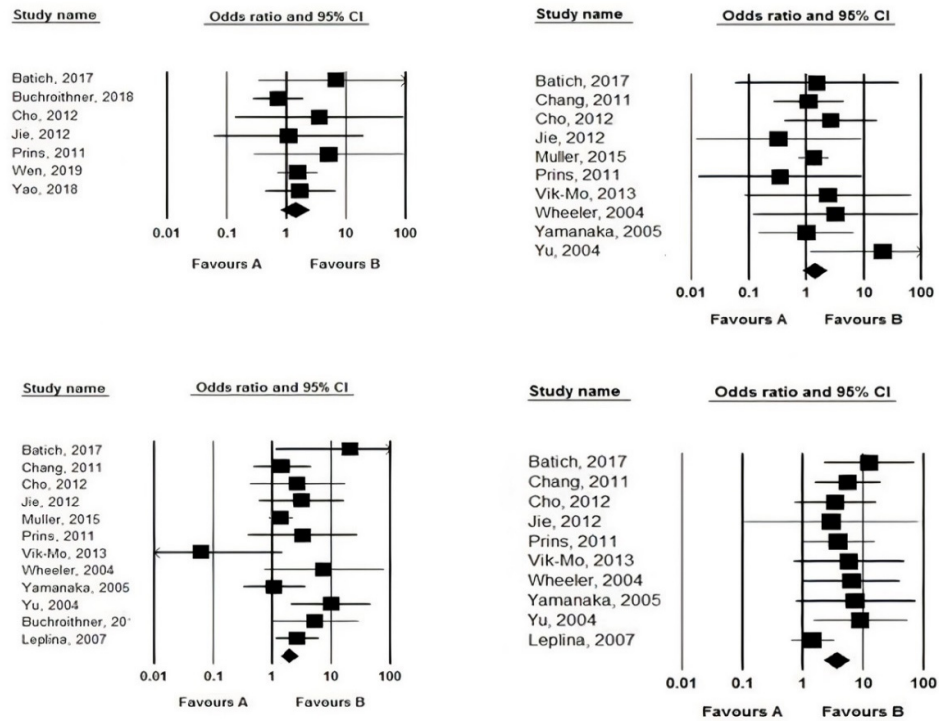 Study name Odds ratio and 95% CI
Batich, 2017
Buchroithner, 2018
Cho, 2012
Jie, 2012
Prins, 2011
Wen, 2019
Yao, 2018
0.01 0.1 1 10 100
Favours A Favours B
Study name Odds ratio and 95% CI
Batich, 2017
Chang, 2011
Cho, 2012
Jie, 2012
Muller, 2015
Prins, 2011
Vik-Mo, 2013
Wheeler, 2004
Yamanaka, 2005
Yu, 2004
0.01 0.1 1 10 100
Favours A Favours B
Study name Odds ratio and 95% CI
Batich, 2017
Chang, 2011
Cho, 2012
Jie, 2012
Muller, 2015
Prins, 2011
Vik-Mo, 2013
Wheeler, 2004
Yamanaka, 2005
Yu, 2004
Buchroithner, 20
Leplina, 2007
0.01 0.1 1 10 100
Favours A Favours B
Study name Odds ratio and 95% CI
Batich, 2017
Chang, 2011
Cho, 2012
Jie, 2012
Prins, 2011
Vik-Mo, 2013
Wheeler, 2004
Yamanaka, 2005
Yu, 2004
Leplina, 2007
0.01 0.1 1 10 100
Favours A Favours B